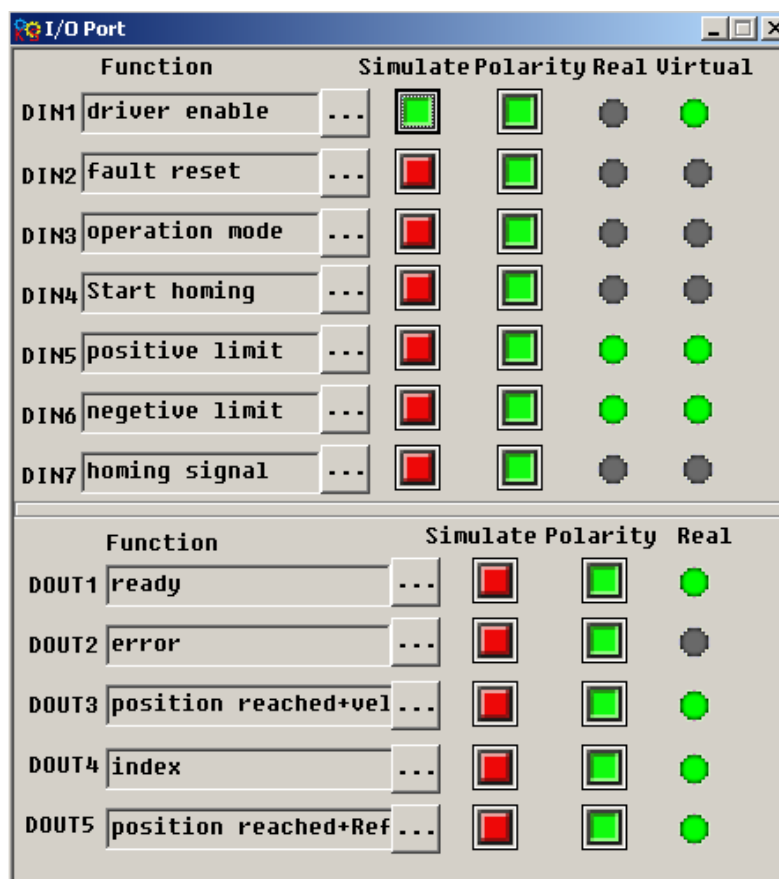 I/O Port
Function Simulate Polarity Real Virtual
DIN1 driver enable ...
DIN2 fault reset ...
DIN3 operation mode ...
DIN4 Start homing ...
DIN5 positive limit ...
DIN6 negetive limit ...
DIN7 homing signal ...
Function Simulate Polarity Real
DOUT1 ready ...
DOUT2 error ...
DOUT3 position reached+vel ...
DOUT4 index ...
DOUT5 position reached+Ref ...